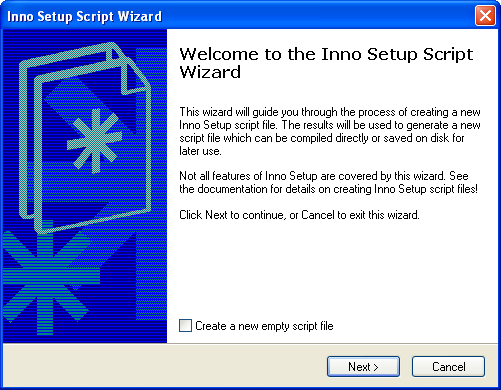 Inno Setup Script Wizard
Welcome to the Inno Setup Script
Wizard
This wizard will guide you through the process of creating a new
Inno Setup script file. The results will be used to generate a new
script file which can be compiled directly or saved on disk for
later use.
Not all features of Inno Setup are covered by this wizard. See
the documentation for details on creating Inno Setup script files!
Click Next to continue, or Cancel to exit this wizard.
Create a new empty script file
Next >
Cancel